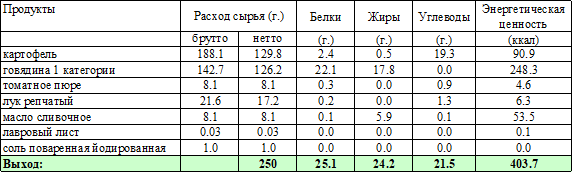 Продукты Расход сырья (г.) Белки Жиры Углеводы Энергетическая ценность
брутто нетто (г.) (г.) (г.) (ккал)
картофель 188.1 129.8 2.4 0.5 19.3 90.9
говядина 1 категории 142.7 126.2 22.1 17.8 0.0 248.3
томатное пюре 8.1 8.1 0.3 0.0 0.9 4.6
лук репчатый 21.6 17.2 0.2 0.0 1.3 6.3
масло сливочное 8.1 8.1 0.1 5.9 0.1 53.5
лавровый лист 0.03 0.03 0.0 0.0 0.0 0.1
соль поваренная йодированная 1.0 1.0 0.0 0.0 0.0 0.0
Выход: 250 25.1 24.2 21.5 403.7